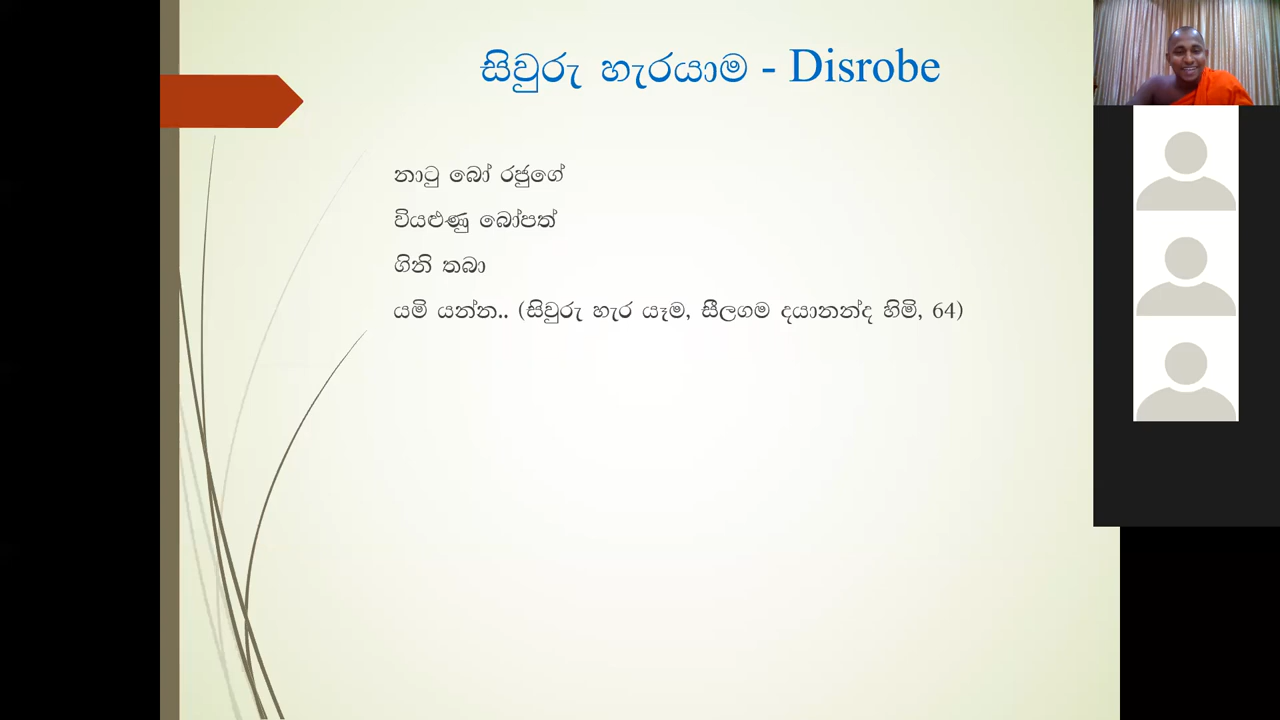 සිවුරු හැරයාම - Disrobe
නාටු බෝ රජුගේ
වියළුණු බෝපත්
ගිනි තබා
යමි යන්න.. (සිවුරු හැර යෑම, සීලගම දයානන්ද හිමි, 64)